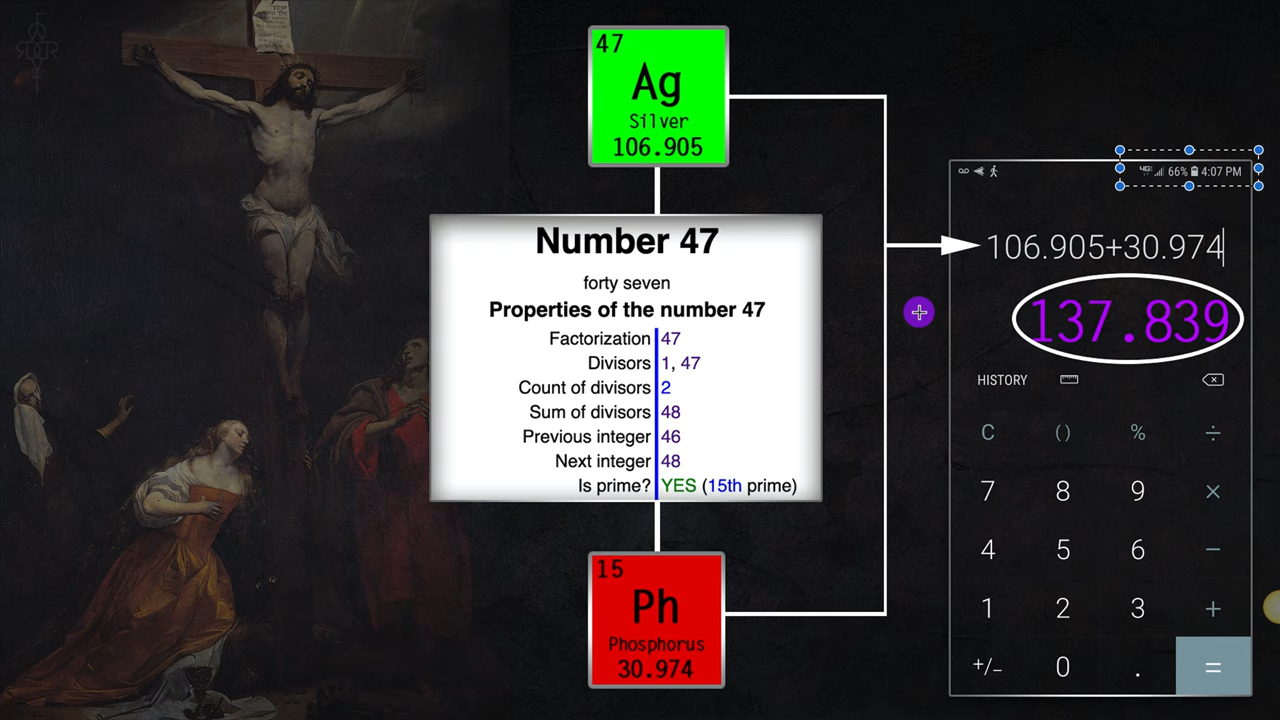 47
Ag
Silver
106.905
Number 47
forty seven
Properties of the number 47
Factorization 47
Divisors 1, 47
Count of divisors 2
Sum of divisors 48
Previous integer 46
Next integer 48
Is prime? YES (15th prime)
15
Ph
Phosphorus
30.974
66% 4:07 PM
106.905+30.974
137.839
HISTORY
C () % ÷
7 8 9 ×
4 5 6 −
1 2 3 +
+/− 0 . =